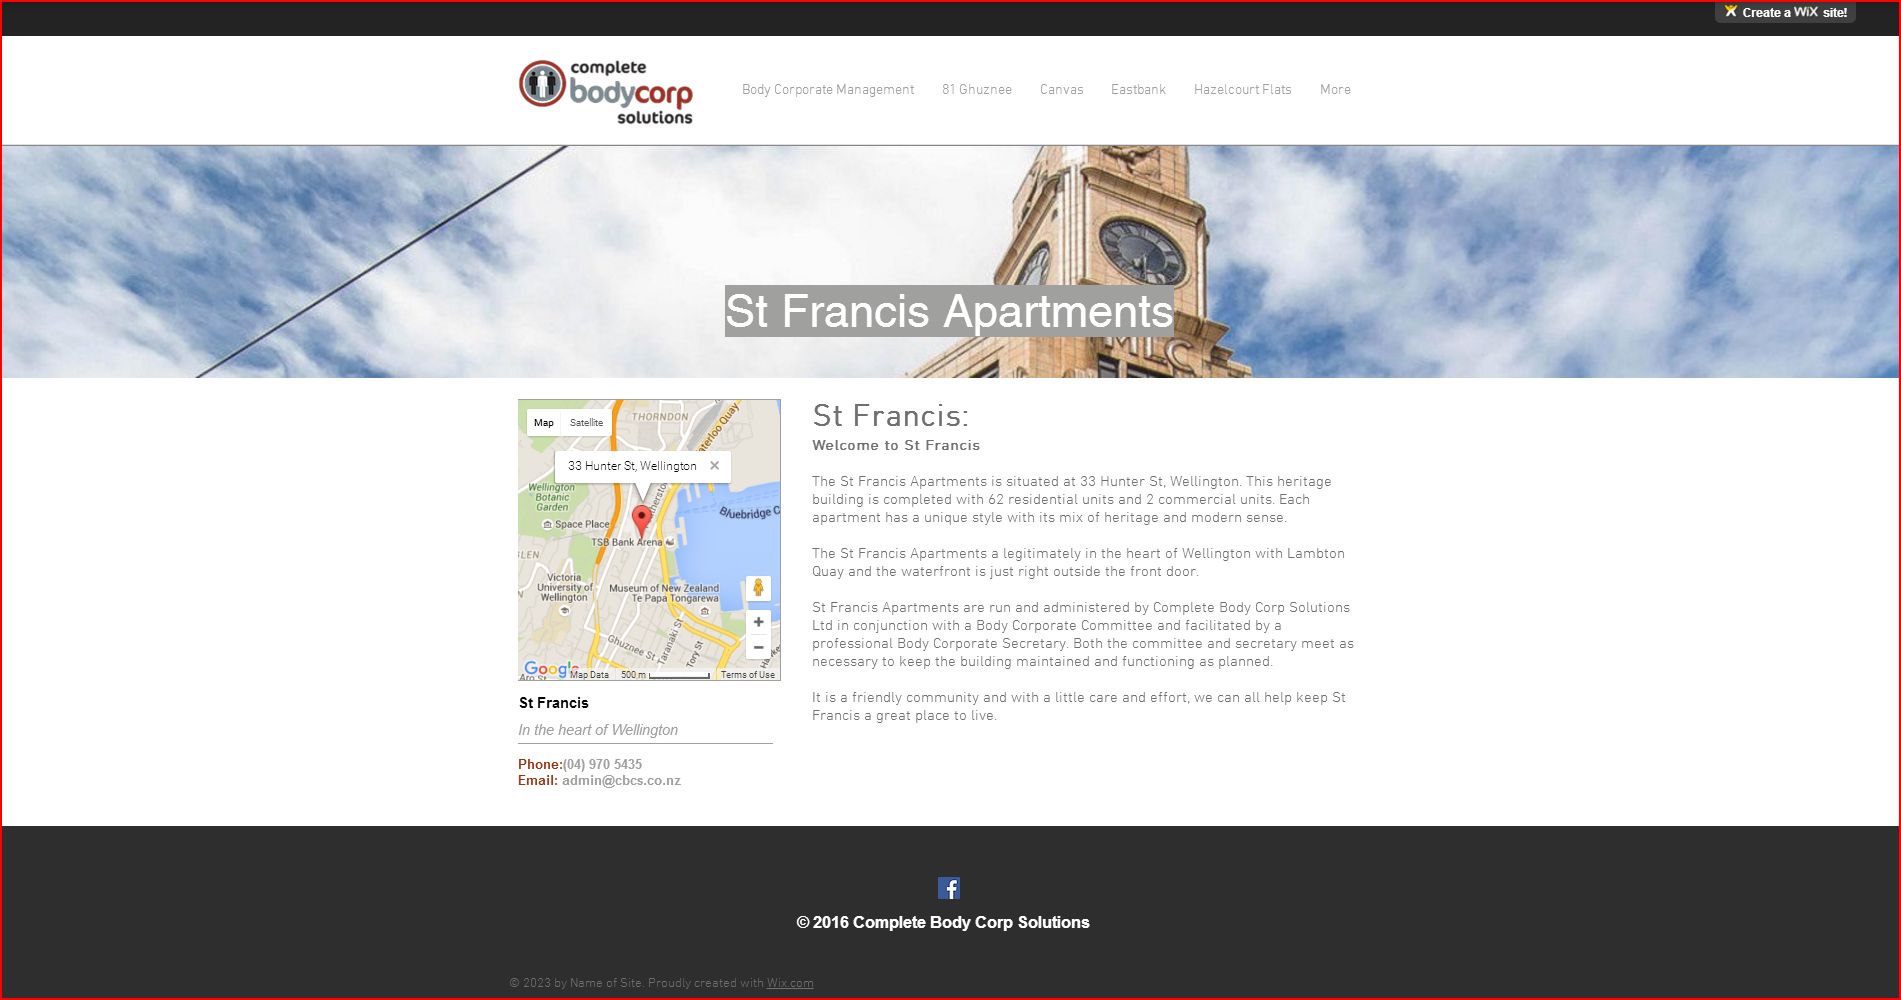 Create a WiX site!
complete
bodycorp
solutions
Body Corporate Management 81 Ghuznee Canvas Eastbank Hazelcourt Flats More
St Francis Apartments
MLC
Map Satellite
THORNDON
aterloo Quay
33 Hunter St, Wellington
Wellington
Botanic
Garden
Featherston
Bluebridge C
Space Place
TSB Bank Arena
LEN
Victoria
University of
Wellington
Museum of New Zealand
Te Papa Tongarewa
Ghuznee St
Taranaki St
Tory St
Google
Aro St
Map Data 500 m Terms of Use
St Francis
In the heart of Wellington
Phone:(04) 970 5435
Email: admin@cbcs.co.nz
St Francis:
Welcome to St Francis
The St Francis Apartments is situated at 33 Hunter St, Wellington. This heritage
building is completed with 62 residential units and 2 commercial units. Each
apartment has a unique style with its mix of heritage and modern sense.
The St Francis Apartments a legitimately in the heart of Wellington with Lambton
Quay and the waterfront is just right outside the front door.
St Francis Apartments are run and administered by Complete Body Corp Solutions
Ltd in conjunction with a Body Corporate Committee and facilitated by a
professional Body Corporate Secretary. Both the committee and secretary meet as
necessary to keep the building maintained and functioning as planned.
It is a friendly community and with a little care and effort, we can all help keep St
Francis a great place to live.
© 2016 Complete Body Corp Solutions
© 2023 by Name of Site. Proudly created with Wix.com